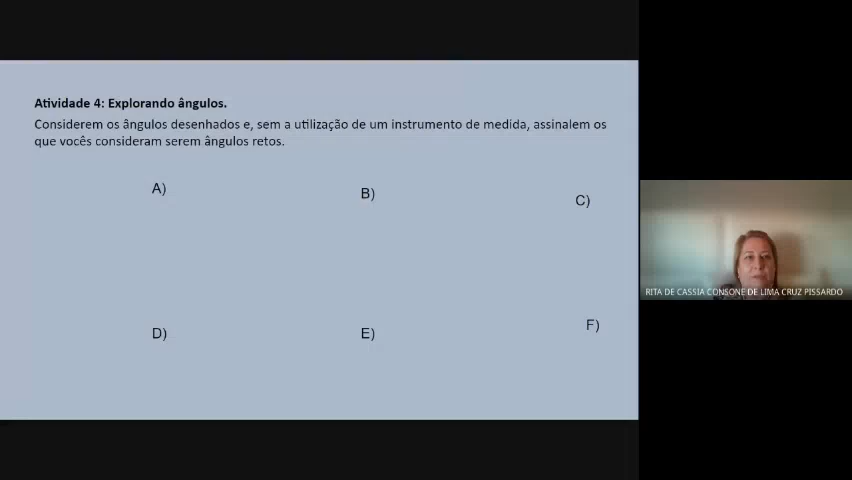 Atividade 4: Explorando ângulos.
Considerem os ângulos desenhados e, sem a utilização de um instrumento de medida, assinalem os
que vocês consideram serem ângulos retos.
A)
B)
C)
D)
E)
F)
RITA DE CASSIA CONSONE DE LIMA CRUZ PISSARDO